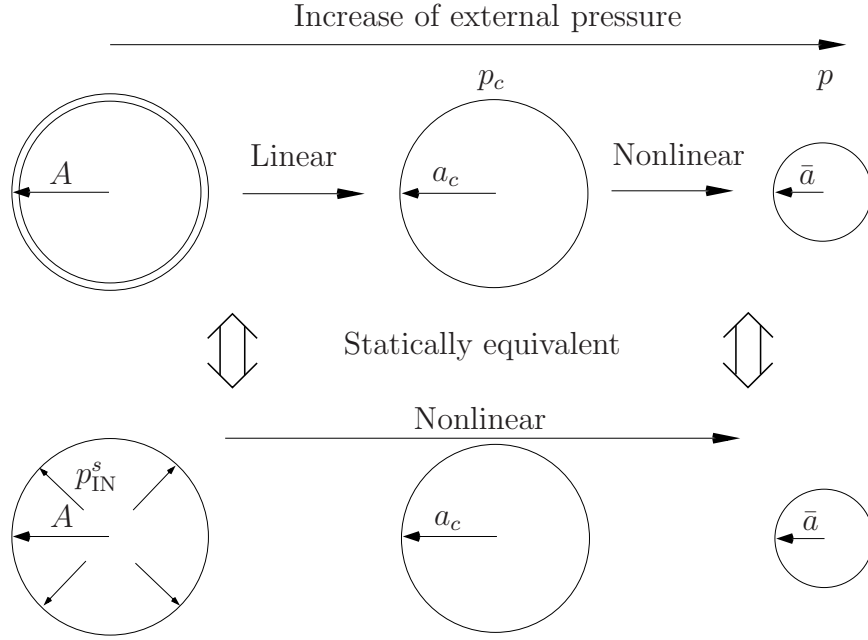 Increase of external pressure
p_c
p
Linear
Nonlinear
A
a_c
ā
Statically equivalent
Nonlinear
p^s_IN
A
a_c
ā